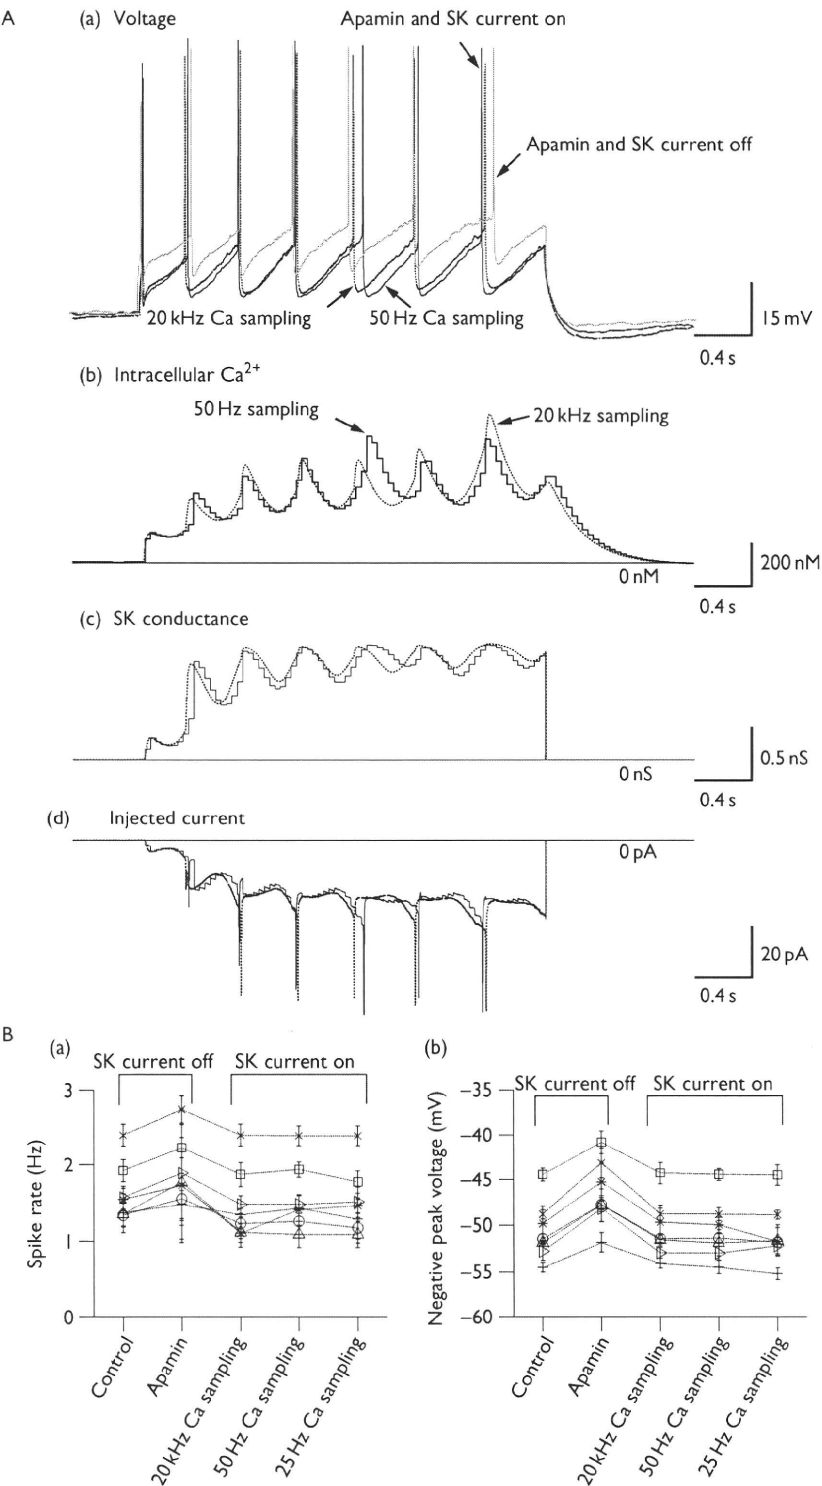 A (a) Voltage Apamin and SK current on
Apamin and SK current off
20 kHz Ca sampling 50 Hz Ca sampling
15 mV
0.4 s
(b) Intracellular Ca²⁺
50 Hz sampling 20 kHz sampling
0 nM 200 nM
0.4 s
(c) SK conductance
0 nS 0.5 nS
0.4 s
(d) Injected current
0 pA
20 pA
0.4 s
B
(a) (b)
SK current off SK current on
3
2
1
0
Spike rate (Hz)
Control
Apamin
20 kHz Ca sampling
50 Hz Ca sampling
25 Hz Ca sampling
SK current off SK current on
−35
−40
−45
−50
−55
−60
Negative peak voltage (mV)
Control
Apamin
20 kHz Ca sampling
50 Hz Ca sampling
25 Hz Ca sampling